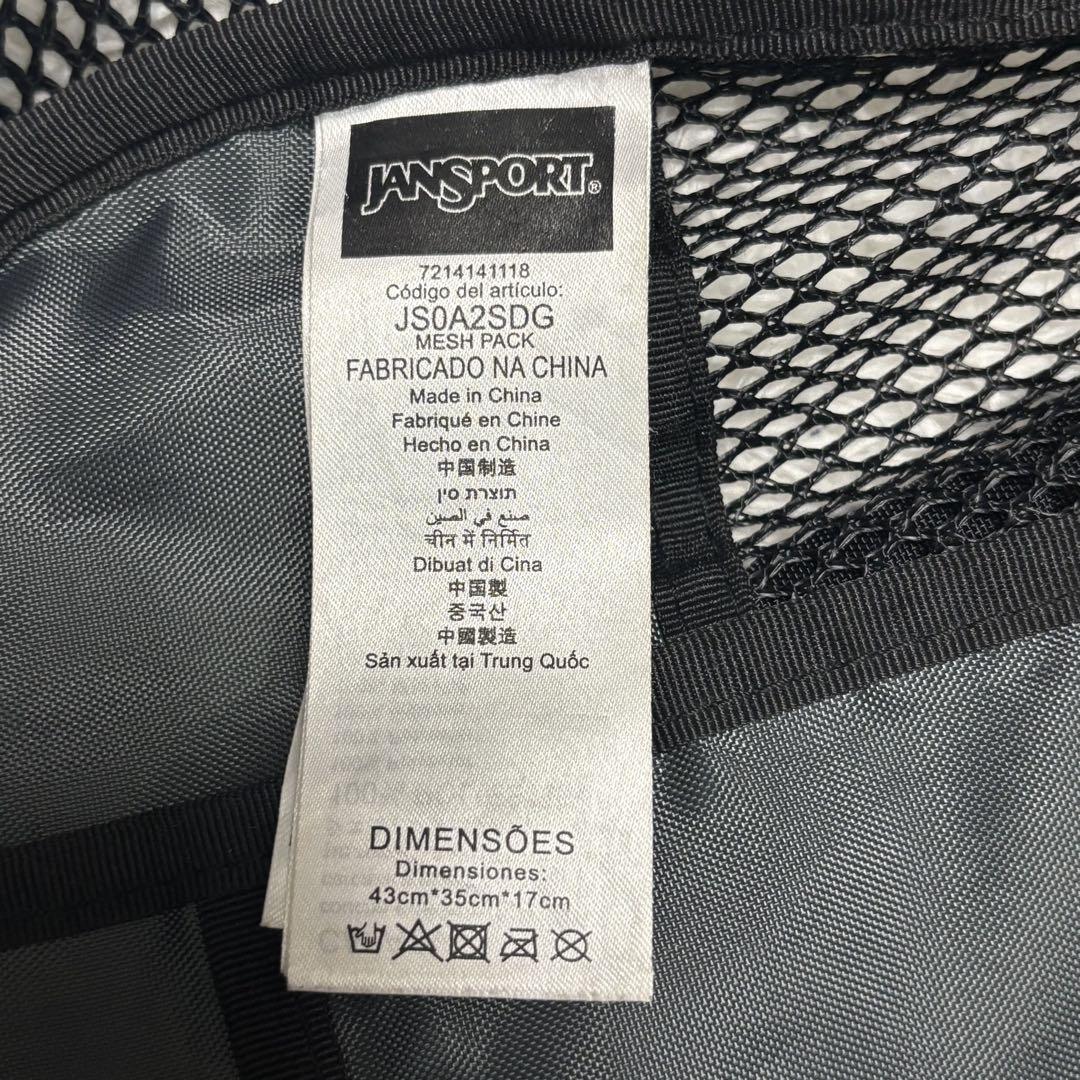 JANSPORT®
7214141118
Código del artículo:
JS0A2SDG
MESH PACK
FABRICADO NA CHINA
Made in China
Fabriqué en Chine
Hecho en China
中国制造
תוצרת סין
صنع في الصين
चीन में निर्मित
Dibuat di Cina
中国製
중국산
中國製造
Sản xuất tại Trung Quốc
DIMENSÕES
Dimensiones:
43cm*35cm*17cm